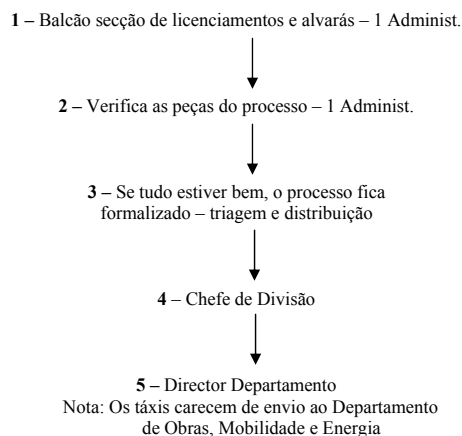 1 – Balcão secção de licenciamentos e alvarás – 1 Administ.
2 – Verifica as peças do processo – 1 Administ.
3 – Se tudo estiver bem, o processo fica
formalizado – triagem e distribuição
4 – Chefe de Divisão
5 – Director Departamento
Nota: Os táxis carecem de envio ao Departamento
de Obras, Mobilidade e Energia